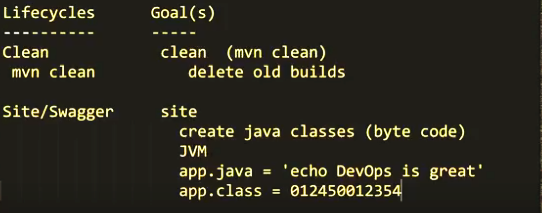 Lifecycles Goal(s)
---------- -----
Clean clean (mvn clean)
mvn clean delete old builds
Site/Swagger site
create java classes (byte code)
JVM
app.java = 'echo DevOps is great'
app.class = 012450012354